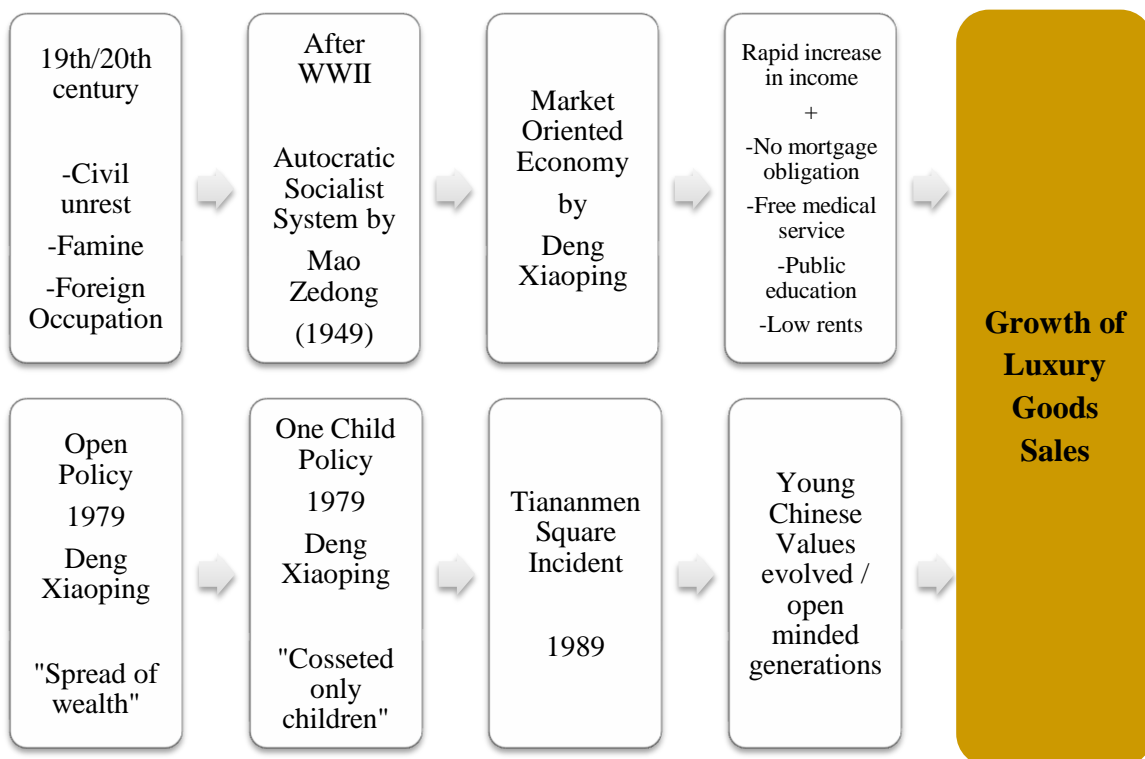 19th/20th
century
-Civil
unrest
-Famine
-Foreign
Occupation
After
WWII
Autocratic
Socialist
System by
Mao
Zedong
(1949)
Market
Oriented
Economy
by
Deng
Xiaoping
Rapid increase
in income
+
-No mortgage
obligation
-Free medical
service
-Public
education
-Low rents
Open
Policy
1979
Deng
Xiaoping
"Spread of
wealth"
One Child
Policy
1979
Deng
Xiaoping
"Cosseted
only
children"
Tiananmen
Square
Incident
1989
Young
Chinese
Values
evolved /
open
minded
generations
Growth of
Luxury
Goods
Sales